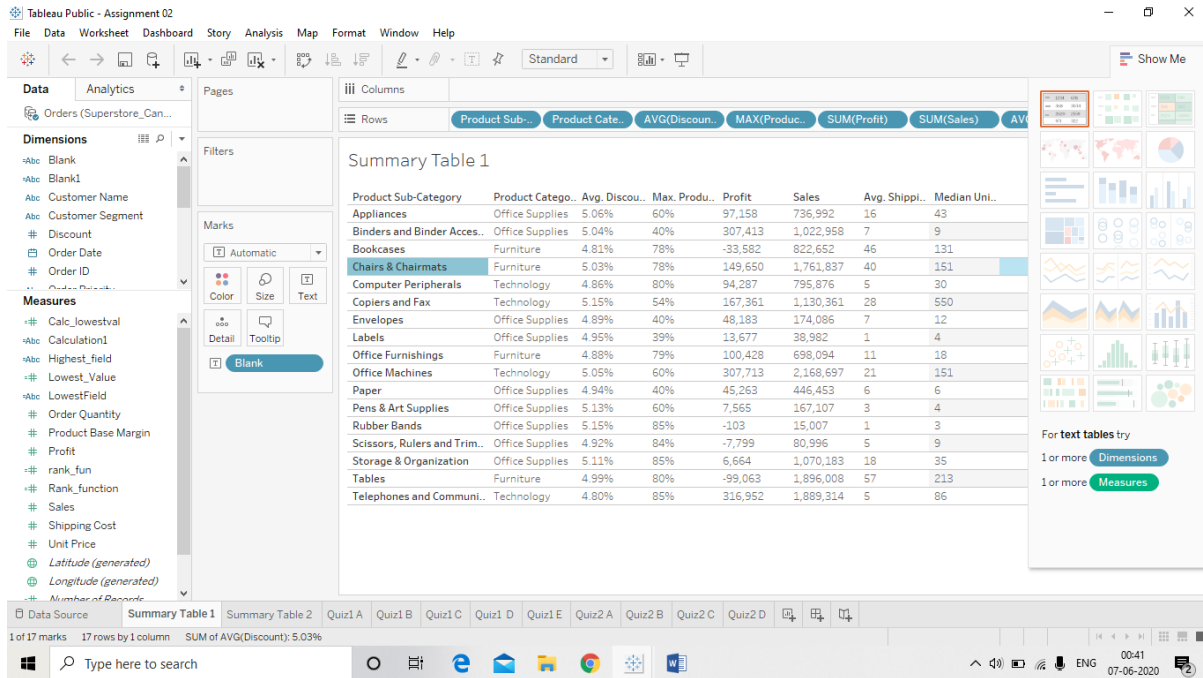 Tableau Public - Assignment 02
File Data Worksheet Dashboard Story Analysis Map Format Window Help
Standard
Show Me
Data Analytics
Orders (Superstore_Can...
Dimensions
Abc Blank
Abc Blank1
Abc Customer Name
Abc Customer Segment
# Discount
Order Date
# Order ID
Order Priority
Measures
# Calc_lowestval
Abc Calculation1
Abc Highest_field
# Lowest_Value
Abc LowestField
# Order Quantity
# Product Base Margin
# Profit
# rank_fun
# Rank_function
# Sales
# Shipping Cost
# Unit Price
Latitude (generated)
Longitude (generated)
# Number of Records
Pages
Filters
Marks
T Automatic
Color Size Text
Detail Tooltip
T Blank
Columns
Rows Product Sub-.. Product Cate.. AVG(Discoun.. MAX(Produc.. SUM(Profit) SUM(Sales)
Summary Table 1
Product Sub-Category Product Catego.. Avg. Discou.. Max. Produ.. Profit Sales Avg. Shippi.. Median Uni..
Appliances Office Supplies 5.06% 60% 97,158 736,992 16 43
Binders and Binder Acces.. Office Supplies 5.04% 40% 307,413 1,022,958 7 9
Bookcases Furniture 4.81% 78% -33,582 822,652 46 131
Chairs & Chairmats Furniture 5.03% 78% 149,650 1,761,837 40 151
Computer Peripherals Technology 4.86% 80% 94,287 795,876 5 30
Copiers and Fax Technology 5.15% 54% 167,361 1,130,361 28 550
Envelopes Office Supplies 4.89% 40% 48,183 174,086 7 12
Labels Office Supplies 4.95% 39% 13,677 38,982 1 4
Office Furnishings Furniture 4.88% 79% 100,428 698,094 11 18
Office Machines Technology 5.05% 60% 307,713 2,168,697 21 151
Paper Office Supplies 4.94% 40% 45,263 446,453 6 6
Pens & Art Supplies Office Supplies 5.13% 60% 7,565 167,107 3 4
Rubber Bands Office Supplies 5.15% 85% -103 15,007 1 3
Scissors, Rulers and Trim.. Office Supplies 4.92% 84% -7,799 80,996 5 9
Storage & Organization Office Supplies 5.11% 85% 6,664 1,070,183 18 35
Tables Furniture 4.99% 80% -99,063 1,896,008 57 213
Telephones and Communi.. Technology 4.80% 85% 316,952 1,889,314 5 86
For text tables try
1 or more Dimensions
1 or more Measures
Data Source Summary Table 1 Summary Table 2 Quiz1 A Quiz1 B Quiz1 C Quiz1 D Quiz1 E Quiz2 A Quiz2 B Quiz2 C Quiz2 D
1 of 17 marks 17 rows by 1 column SUM of AVG(Discount): 5.03%
Type here to search
ENG
00:41
07-06-2020
2